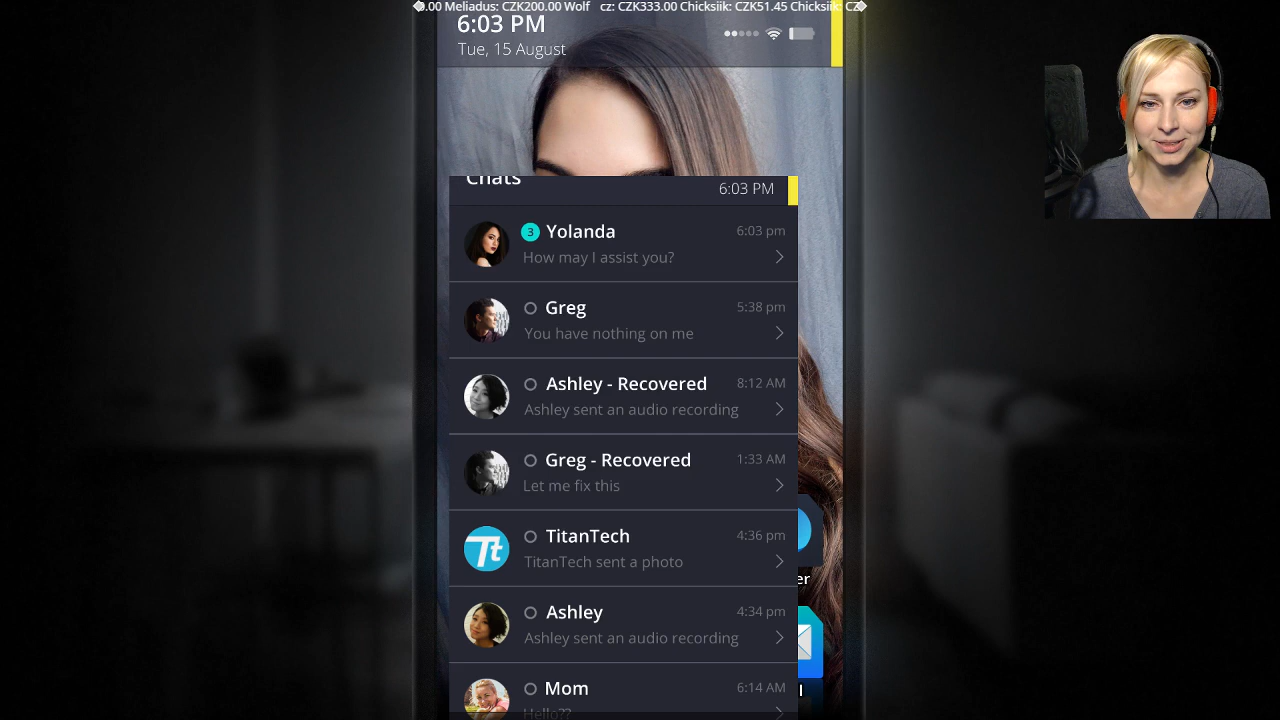 0.00 Meliadus: CZK200.00 Wolf cz: CZK333.00 Chicksiik: CZK51.45 Chicksiik: CZ
6:03 PM
Tue, 15 August
Chats
6:03 PM
3 Yolanda 6:03 pm
How may I assist you?
Greg 5:38 pm
You have nothing on me
Ashley - Recovered 8:12 AM
Ashley sent an audio recording
Greg - Recovered 1:33 AM
Let me fix this
Tt TitanTech 4:36 pm
TitanTech sent a photo
er
Ashley 4:34 pm
Ashley sent an audio recording
Mom 6:14 AM
l
Hello??